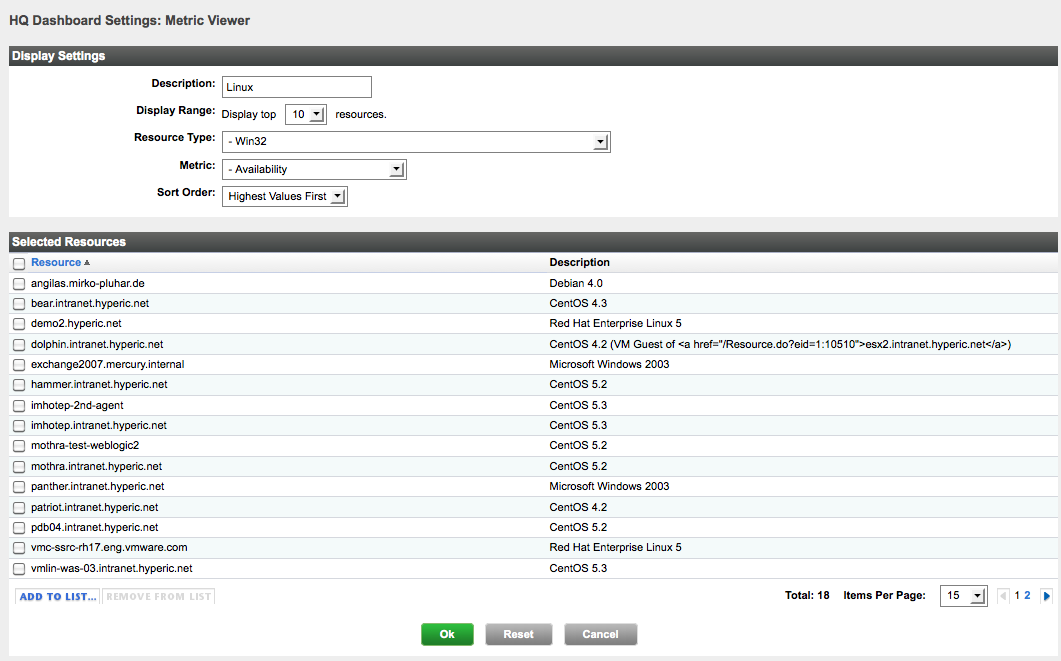 HQ Dashboard Settings: Metric Viewer
Display Settings
Description: Linux
Display Range: Display top 10 resources.
Resource Type: - Win32
Metric: - Availability
Sort Order: Highest Values First
Selected Resources
Resource Description
angilas.mirko-pluhar.de Debian 4.0
bear.intranet.hyperic.net CentOS 4.3
demo2.hyperic.net Red Hat Enterprise Linux 5
dolphin.intranet.hyperic.net CentOS 4.2 (VM Guest of <a href="/Resource.do?eid=1:10510">esx2.intranet.hyperic.net</a>)
exchange2007.mercury.internal Microsoft Windows 2003
hammer.intranet.hyperic.net CentOS 5.2
imhotep-2nd-agent CentOS 5.3
imhotep.intranet.hyperic.net CentOS 5.3
mothra-test-weblogic2 CentOS 5.2
mothra.intranet.hyperic.net CentOS 5.2
panther.intranet.hyperic.net Microsoft Windows 2003
patriot.intranet.hyperic.net CentOS 4.2
pdb04.intranet.hyperic.net CentOS 5.2
vmc-ssrc-rh17.eng.vmware.com Red Hat Enterprise Linux 5
vmlin-was-03.intranet.hyperic.net CentOS 5.3
ADD TO LIST... REMOVE FROM LIST Total: 18 Items Per Page: 15 1 2
Ok Reset Cancel